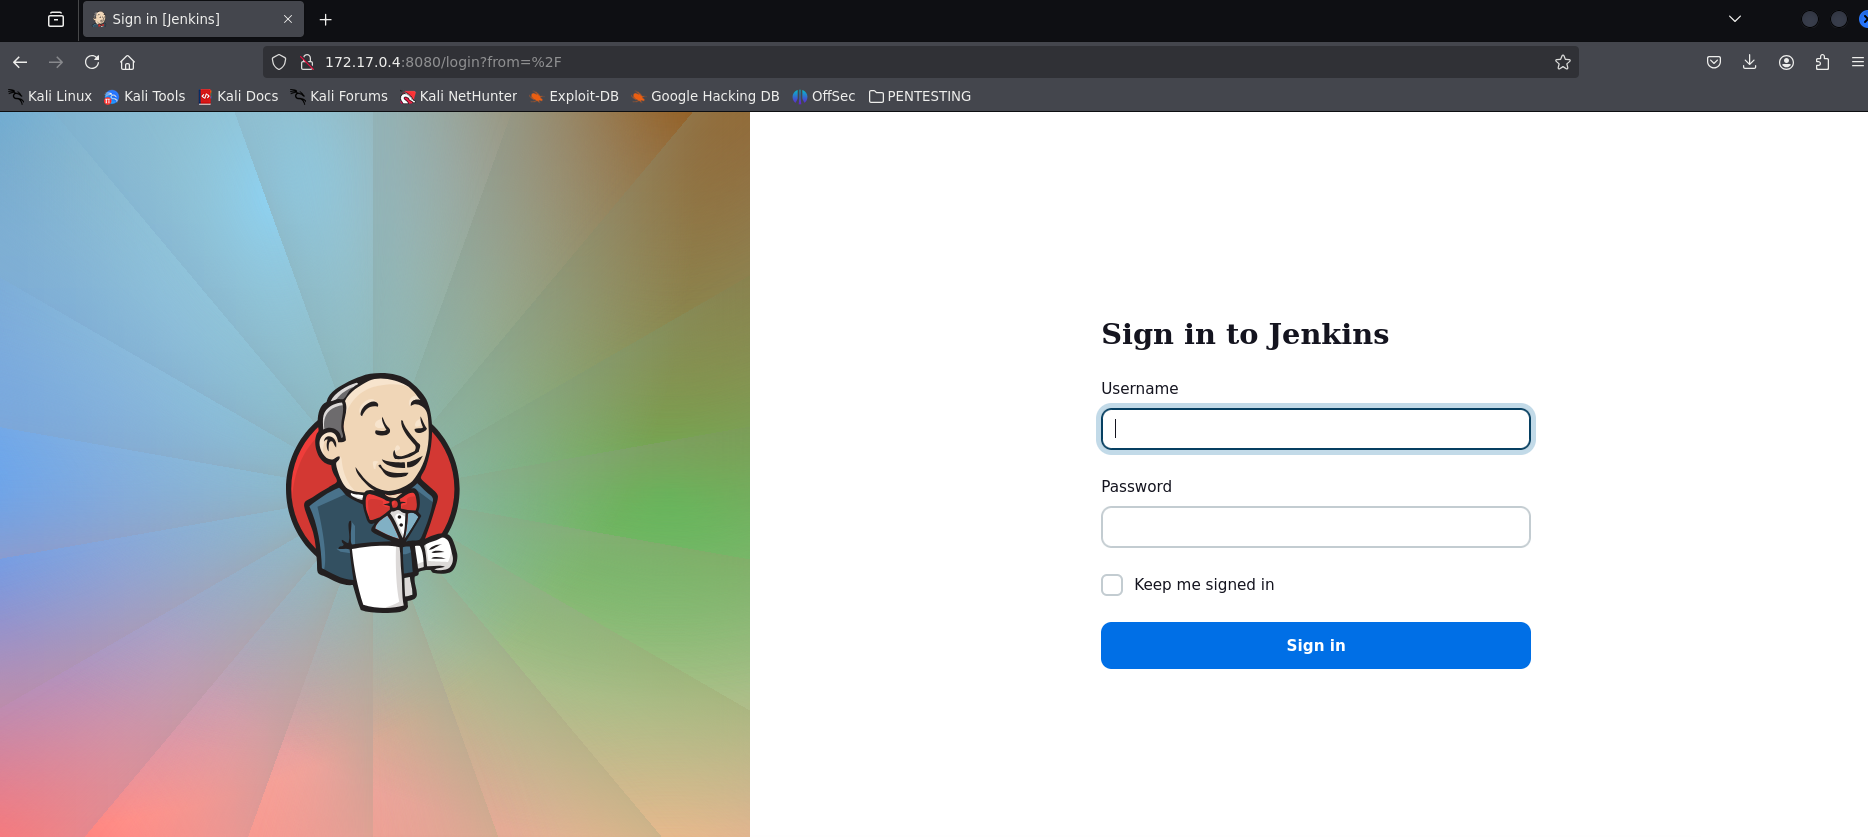 Sign in [Jenkins]
172.17.0.4:8080/login?from=%2F
Kali Linux Kali Tools Kali Docs Kali Forums Kali NetHunter Exploit-DB Google Hacking DB OffSec PENTESTING
Sign in to Jenkins
Username
Password
Keep me signed in
Sign in